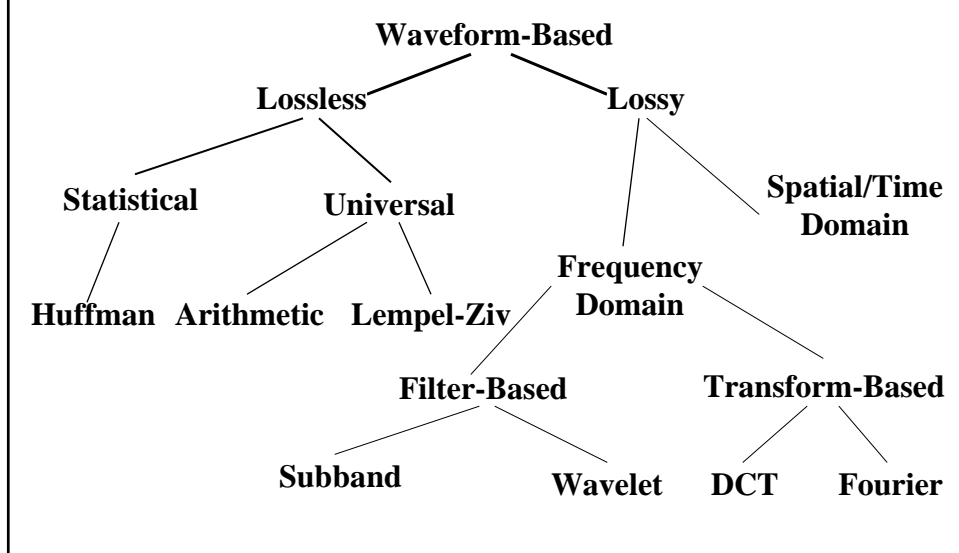 Waveform-Based
Lossless
Lossy
Statistical
Universal
Spatial/Time
Domain
Frequency
Domain
Huffman
Arithmetic
Lempel-Ziv
Filter-Based
Transform-Based
Subband
Wavelet
DCT
Fourier